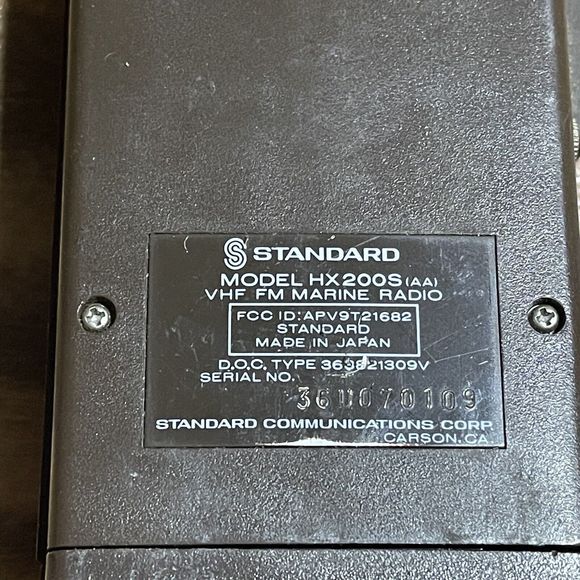 S STANDARD
MODEL HX200S (AA)
VHF FM MARINE RADIO
FCC ID: APV9T21682
STANDARD
MADE IN JAPAN
D.O.C. TYPE 363821309V
SERIAL NO. 36U070109
STANDARD COMMUNICATIONS CORP.
CARSON, CA